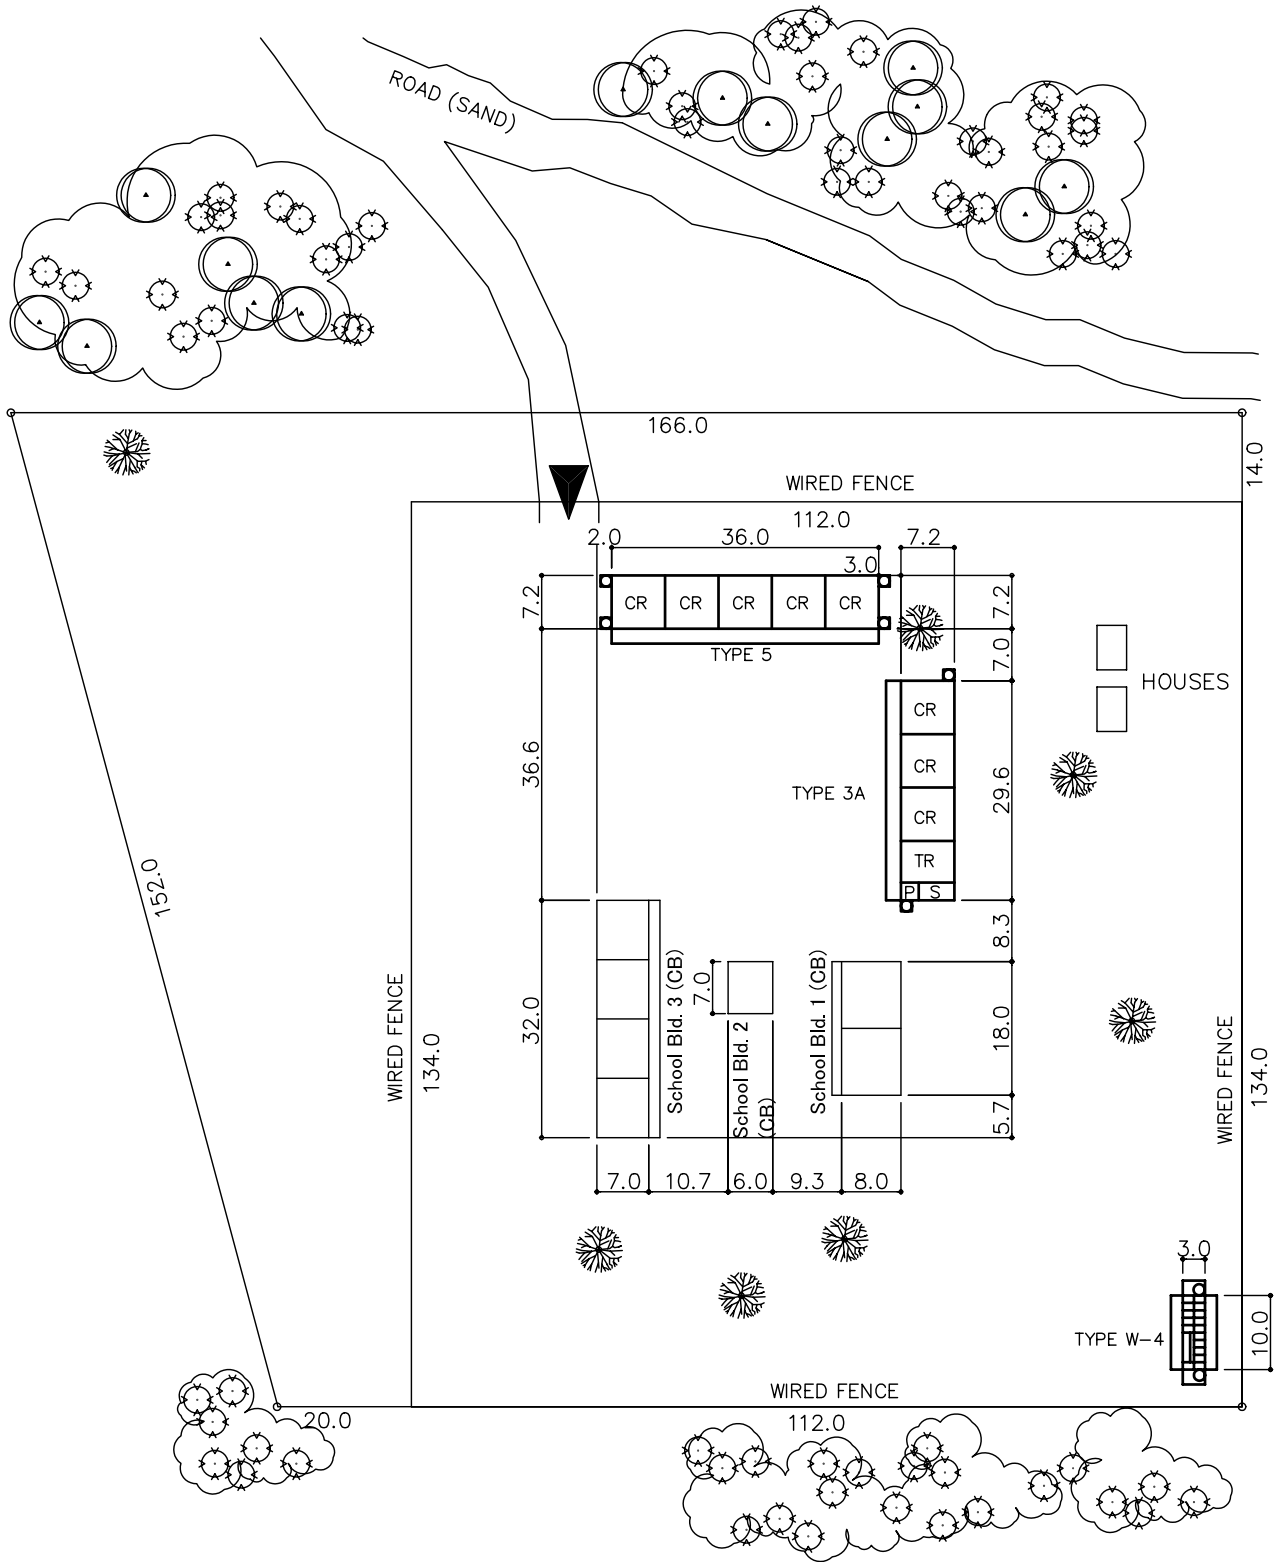 ROAD (SAND)
166.0
14.0
WIRED FENCE
112.0
2.0
36.0
7.2
3.0
7.2
CR
CR
CR
CR
CR
7.2
TYPE 5
7.0
HOUSES
CR
36.6
CR
29.6
TYPE 3A
CR
TR
P
S
152.0
8.3
WIRED FENCE
134.0
32.0
School Bld. 3 (CB)
7.0
School Bld. 2
(CB)
School Bld. 1 (CB)
18.0
5.7
WIRED FENCE
134.0
7.0
10.7
6.0
9.3
8.0
3.0
TYPE W-4
10.0
WIRED FENCE
20.0
112.0